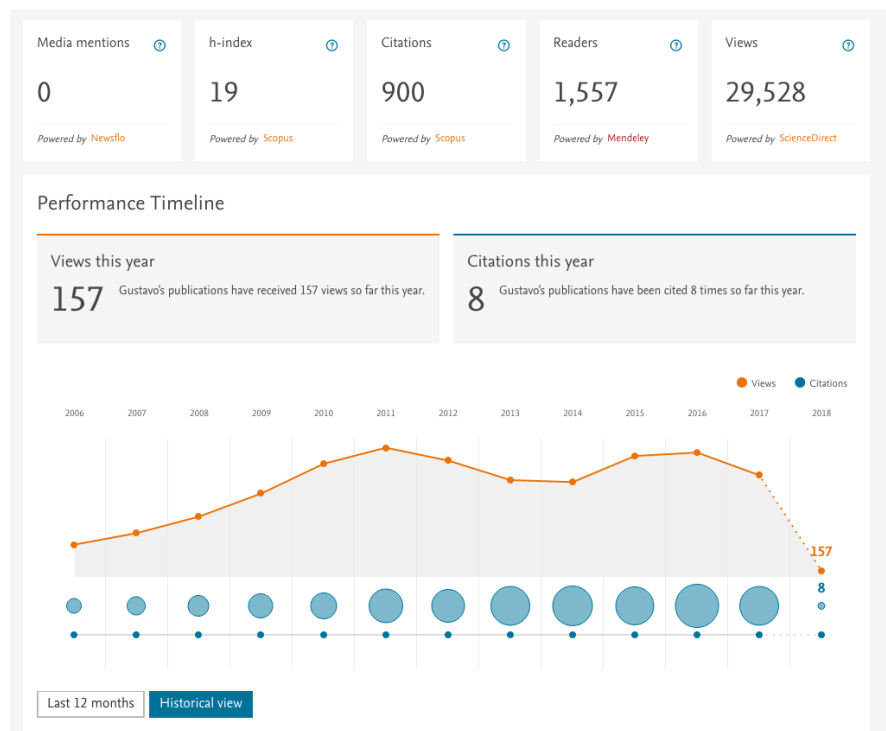 Media mentions ?
0
Powered by Newsflo
h-index ?
19
Powered by Scopus
Citations ?
900
Powered by Scopus
Readers ?
1,557
Powered by Mendeley
Views ?
29,528
Powered by ScienceDirect
Performance Timeline
Views this year
157 Gustavo's publications have received 157 views so far this year.
Citations this year
8 Gustavo's publications have been cited 8 times so far this year.
Views Citations
2006 2007 2008 2009 2010 2011 2012 2013 2014 2015 2016 2017 2018
157
8
Last 12 months Historical view